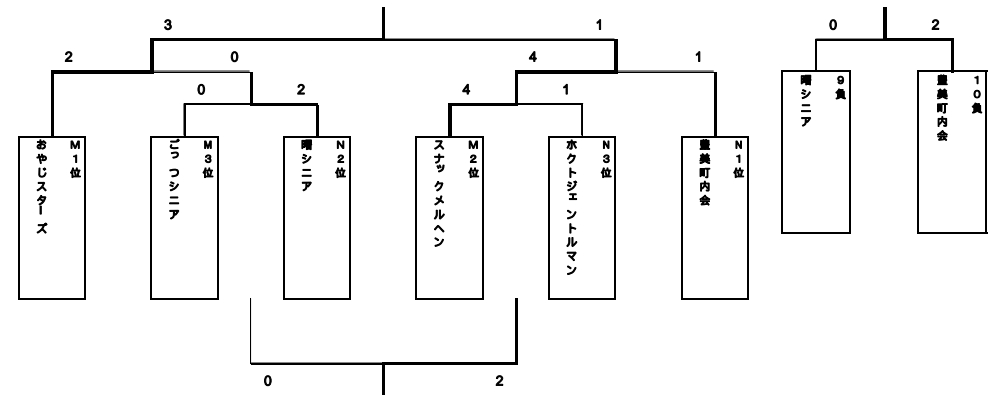 3 1
2 0 4 1
0 2 4 1
0 2
M1位
おやじスターズ
M3位
ごっつシニア
N2位
曙シニア
M2位
スナックメルヘン
N3位
ホクトジェントルマン
N1位
豊美町内会
9負
曙シニア
10負
豊美町内会
0 2